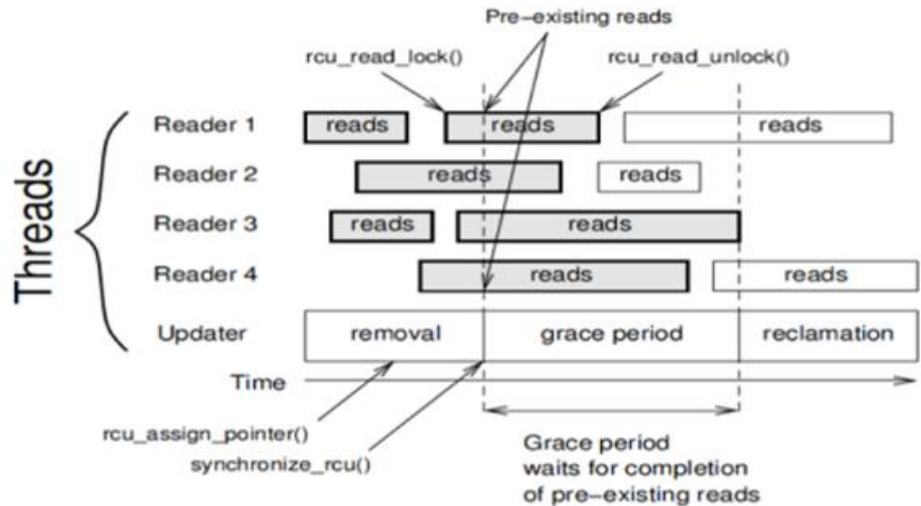 Pre-existing reads
rcu_read_lock()
rcu_read_unlock()
Threads
Reader 1
reads
reads
reads
Reader 2
reads
reads
Reader 3
reads
reads
Reader 4
reads
reads
Updater
removal
grace period
reclamation
Time
rcu_assign_pointer()
synchronize_rcu()
Grace period
waits for completion
of pre-existing reads